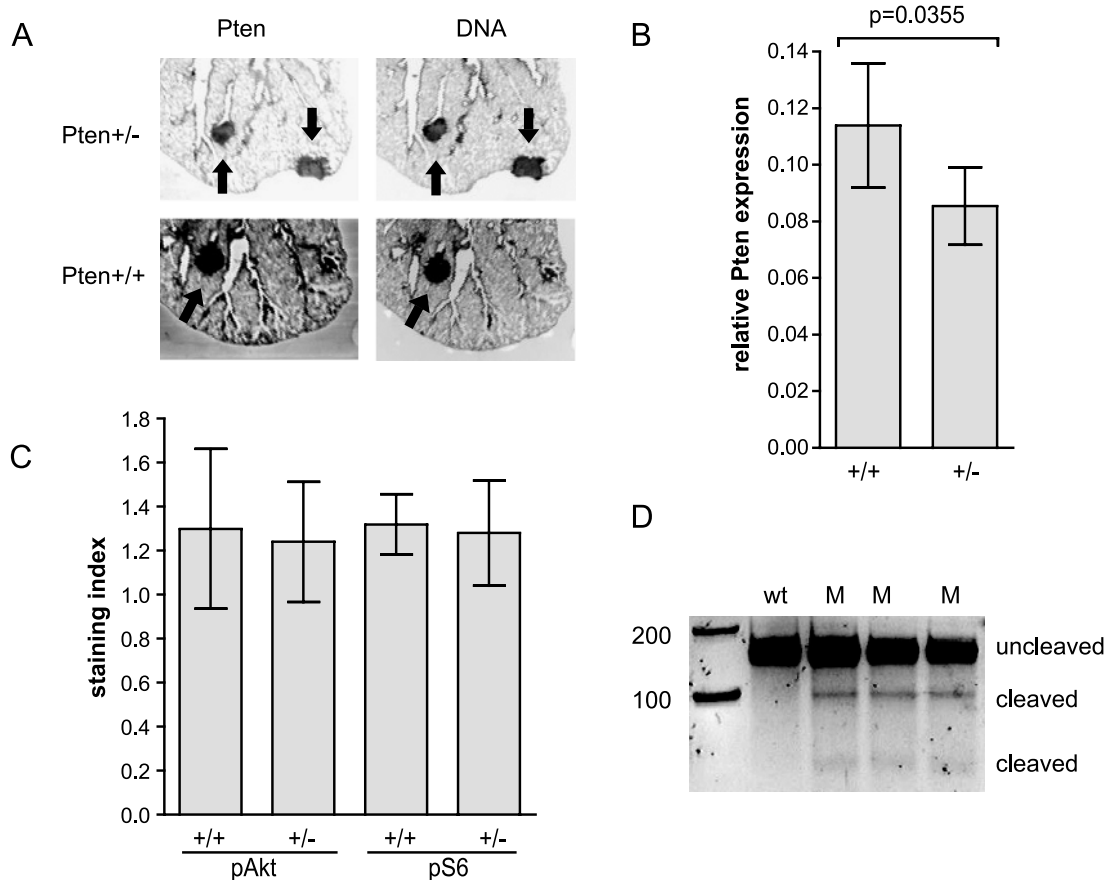 A
Pten DNA
Pten+/-
Pten+/+
B
p=0.0355
relative Pten expression
0.14
0.12
0.10
0.08
0.06
0.04
0.02
0.00
+/+ +/-
C
staining index
1.8
1.6
1.4
1.2
1.0
0.8
0.6
0.4
0.2
0.0
+/+ +/- +/+ +/-
pAkt pS6
D
wt M M M
200 uncleaved
100 cleaved
cleaved